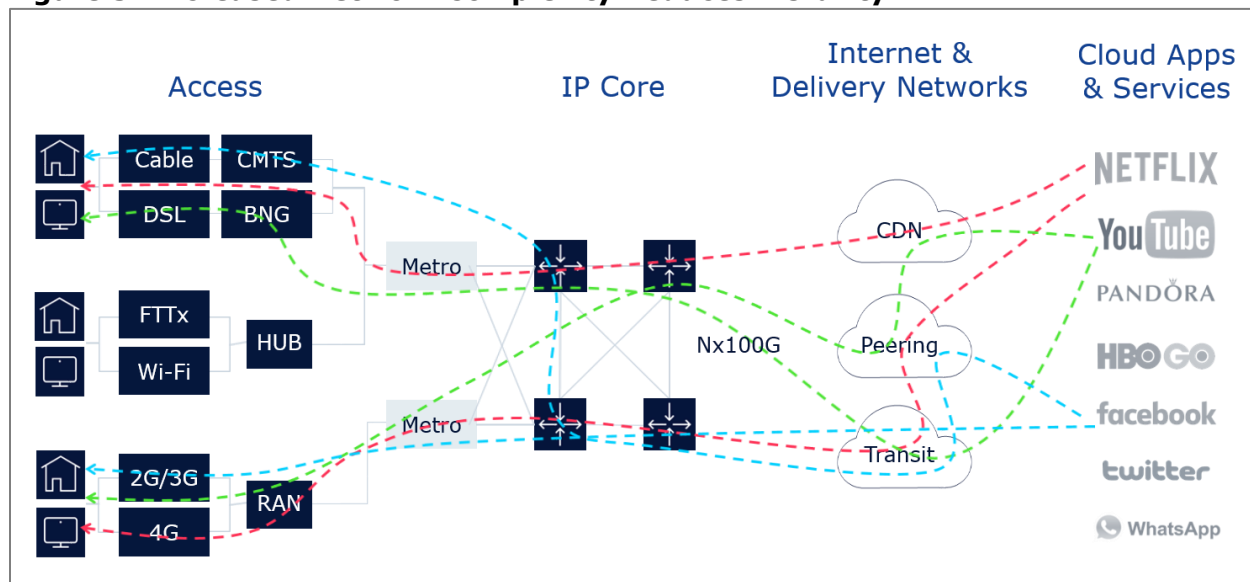 Internet &
Cloud Apps
Access
IP Core
Delivery Networks
& Services
Cable
CMTS
NETFLIX
DSL
BNG
CDN
YouTube
Metro
PANDORA
FTTx
HUB
Nx100G
Peering
HBO GO
Wi-Fi
facebook
Metro
Transit
2G/3G
twitter
RAN
4G
WhatsApp